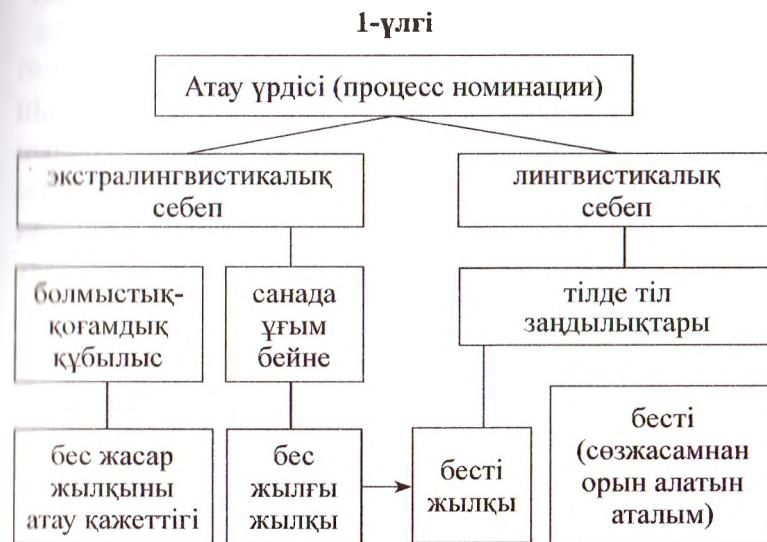 1-үлгі
Атау үрдісі (процесс номинации)
экстралингвистикалық
себеп
лингвистикалық
себеп
болмыстық-
қоғамдық
құбылыс
санада
ұғым
бейне
тілде тіл
заңдылықтары
бес жасар
жылқыны
атау қажеттігі
бес
жылғы
жылқы
бесті
жылқы
бесті
(сөзжасамнан
орын алатын
аталым)